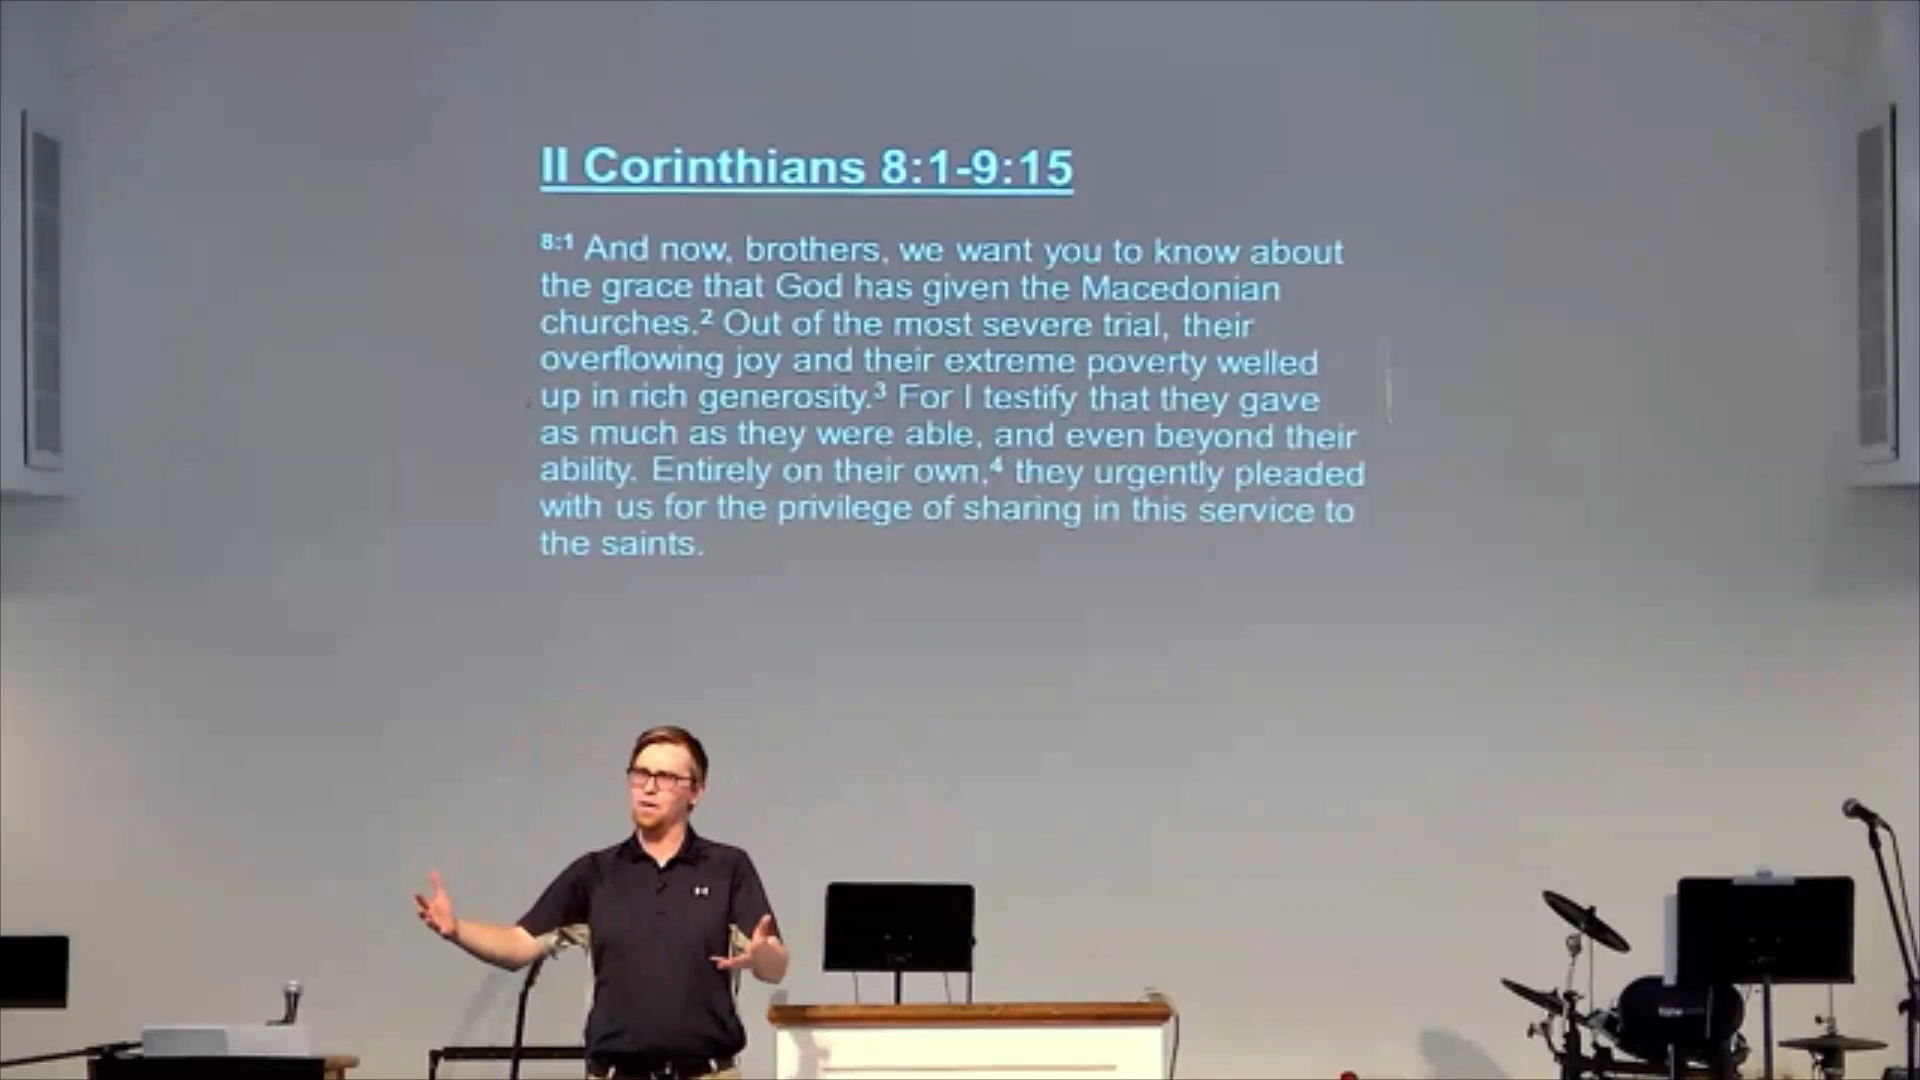 II Corinthians 8:1-9:15
8:1 And now, brothers, we want you to know about
the grace that God has given the Macedonian
churches.2 Out of the most severe trial, their
overflowing joy and their extreme poverty welled
up in rich generosity.3 For I testify that they gave
as much as they were able, and even beyond their
ability. Entirely on their own,4 they urgently pleaded
with us for the privilege of sharing in this service to
the saints.